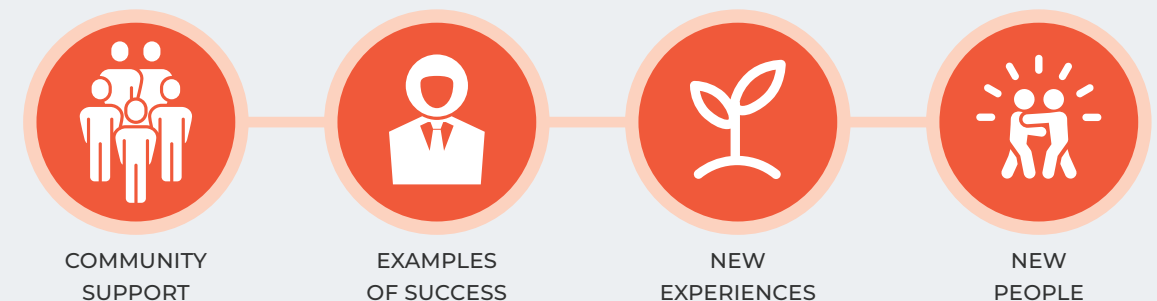 COMMUNITY
SUPPORT
EXAMPLES
OF SUCCESS
NEW
EXPERIENCES
NEW
PEOPLE